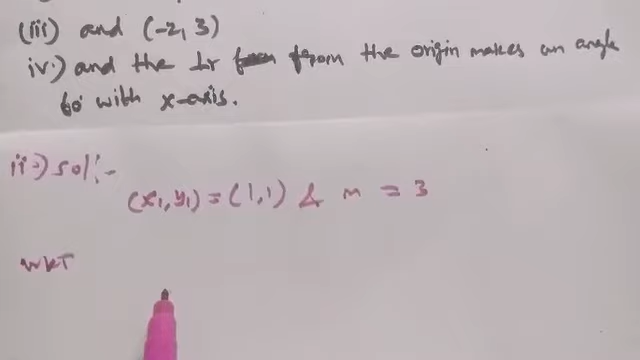 (iii) and (-2, 3)
iv.) and the ⊥r from the origin makes an angle
60° with x-axis.
ii.) sol:-
(x₁, y₁) = (1, 1) & m = 3
WKT